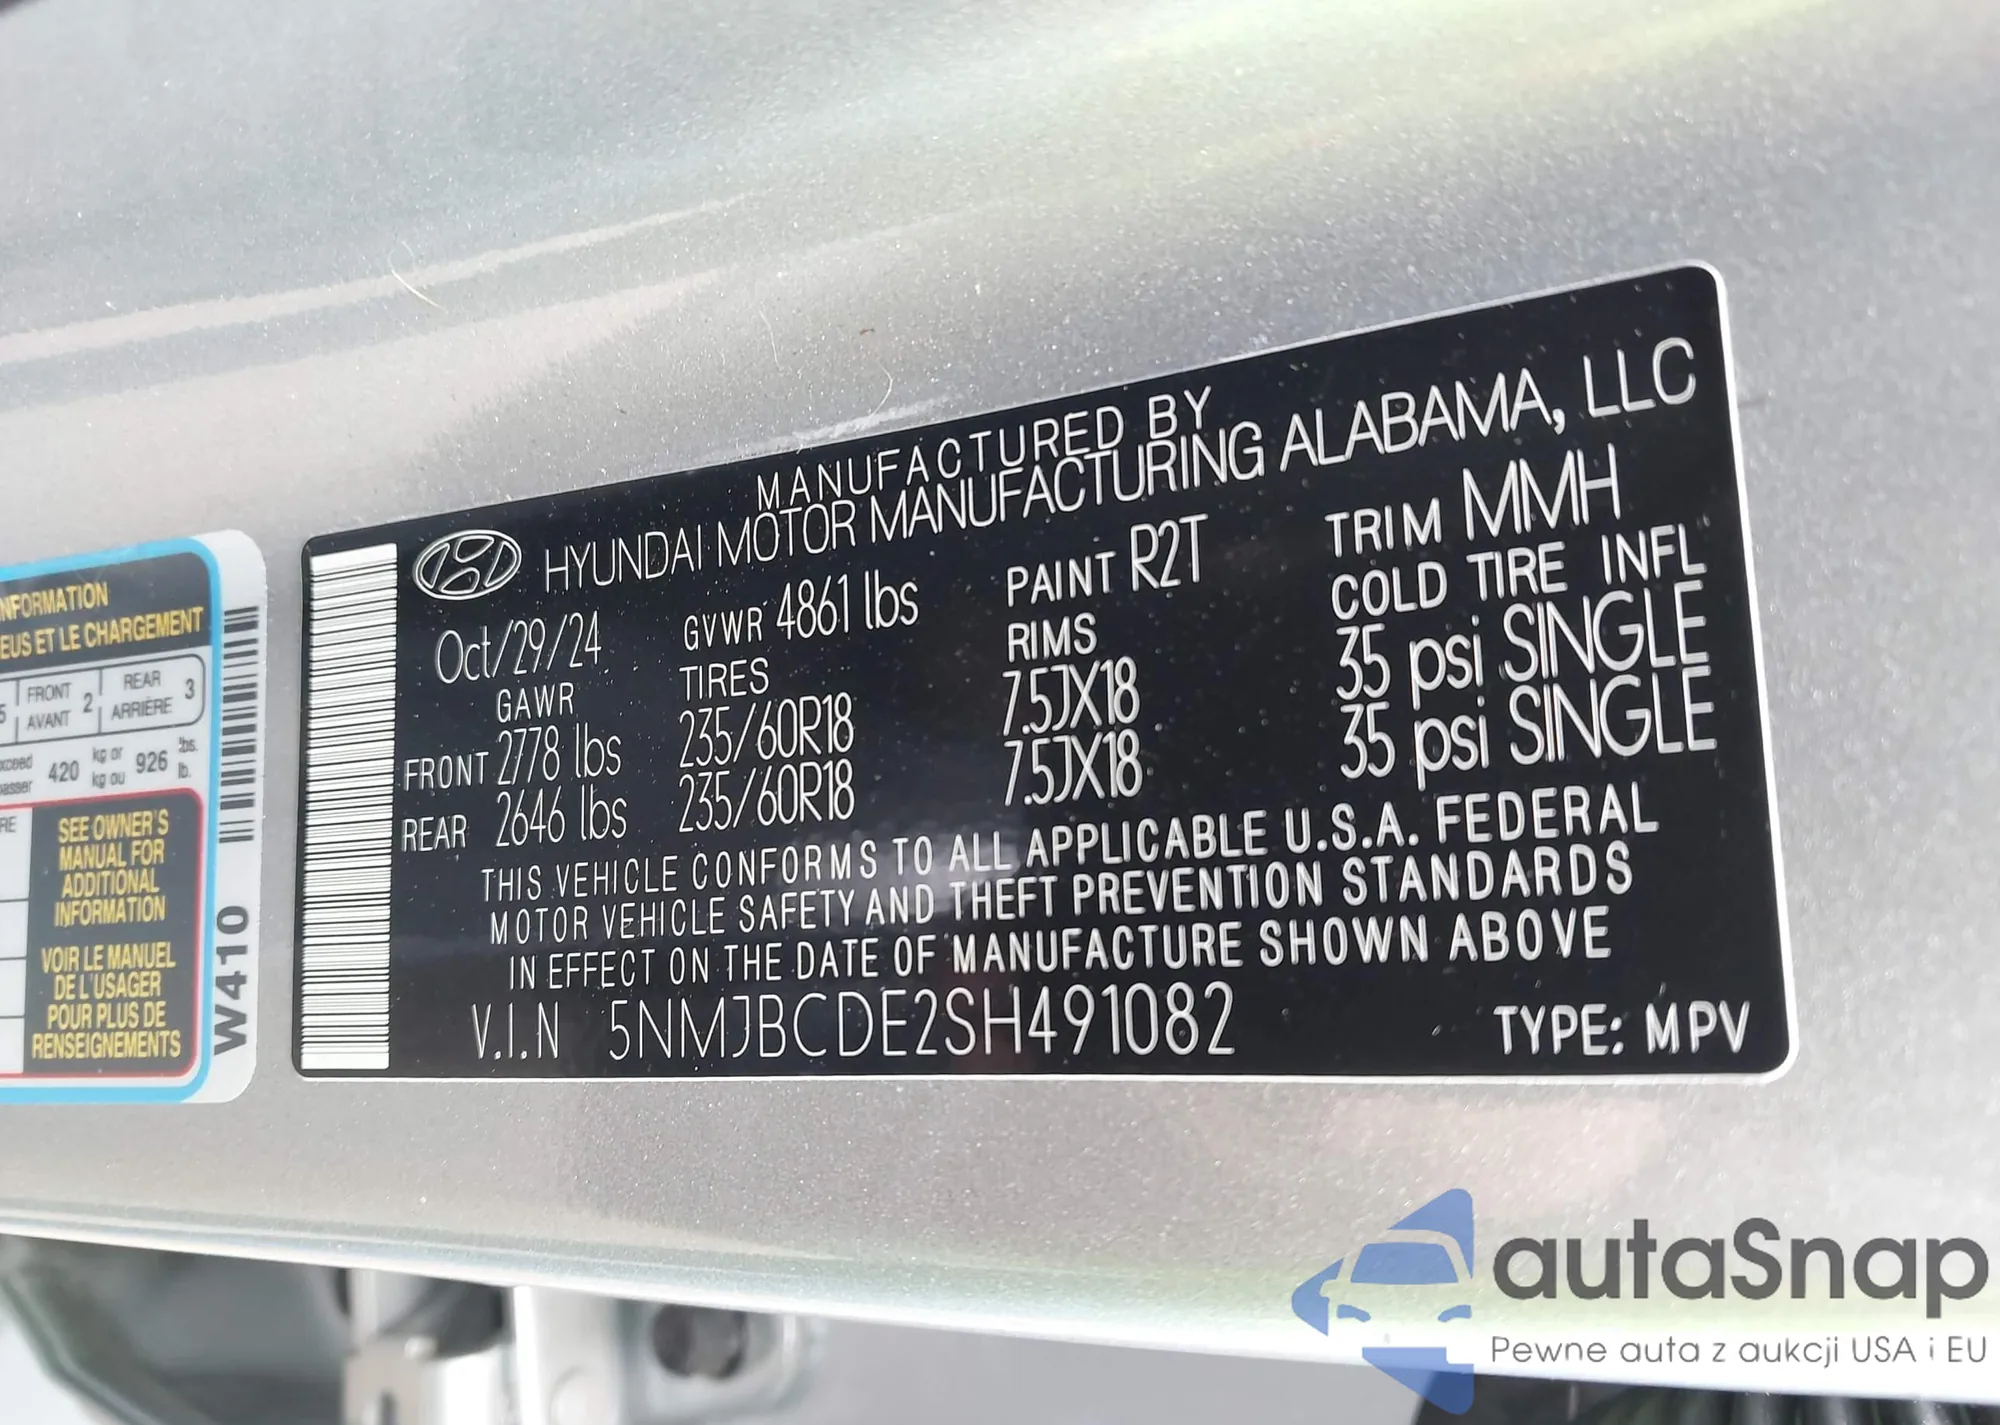 MANUFACTURED BY
HYUNDAI MOTOR MANUFACTURING ALABAMA, LLC
Oct/29/24 GVWR 4861 lbs PAINT R2T TRIM MMH
GAWR TIRES RIMS COLD TIRE INFL
FRONT 2778 lbs 235/60R18 7.5JX18 35 psi SINGLE
REAR 2646 lbs 235/60R18 7.5JX18 35 psi SINGLE
THIS VEHICLE CONFORMS TO ALL APPLICABLE U.S.A. FEDERAL
MOTOR VEHICLE SAFETY AND THEFT PREVENTION STANDARDS
IN EFFECT ON THE DATE OF MANUFACTURE SHOWN ABOVE
V.I.N 5NMJBCDE2SH491082 TYPE: MPV
NFORMATION
EUS ET LE CHARGEMENT
5 FRONT AVANT 2 REAR ARRIÈRE 3
xceed 420 kg or 926 lbs.
asser kg ou lb.
RE
SEE OWNER'S
MANUAL FOR
ADDITIONAL
INFORMATION
VOIR LE MANUEL
DE L'USAGER
POUR PLUS DE
RENSEIGNEMENTS
W410
autaSnap
Pewne auta z aukcji USA i EU